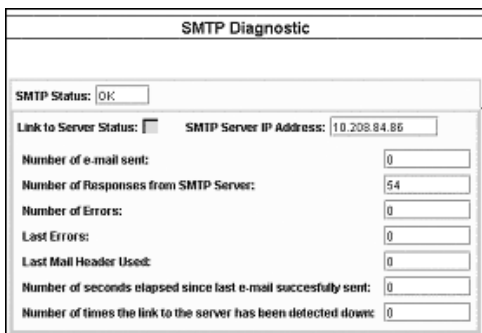 SMTP Diagnostic
SMTP Status: OK
Link to Server Status: SMTP Server IP Address: 10.208.84.86
Number of e-mail sent: 0
Number of Responses from SMTP Server: 54
Number of Errors: 0
Last Errors: 0
Last Mail Header Used: 0
Number of seconds elapsed since last e-mail succesfully sent: 0
Number of times the link to the server has been detected down: 0